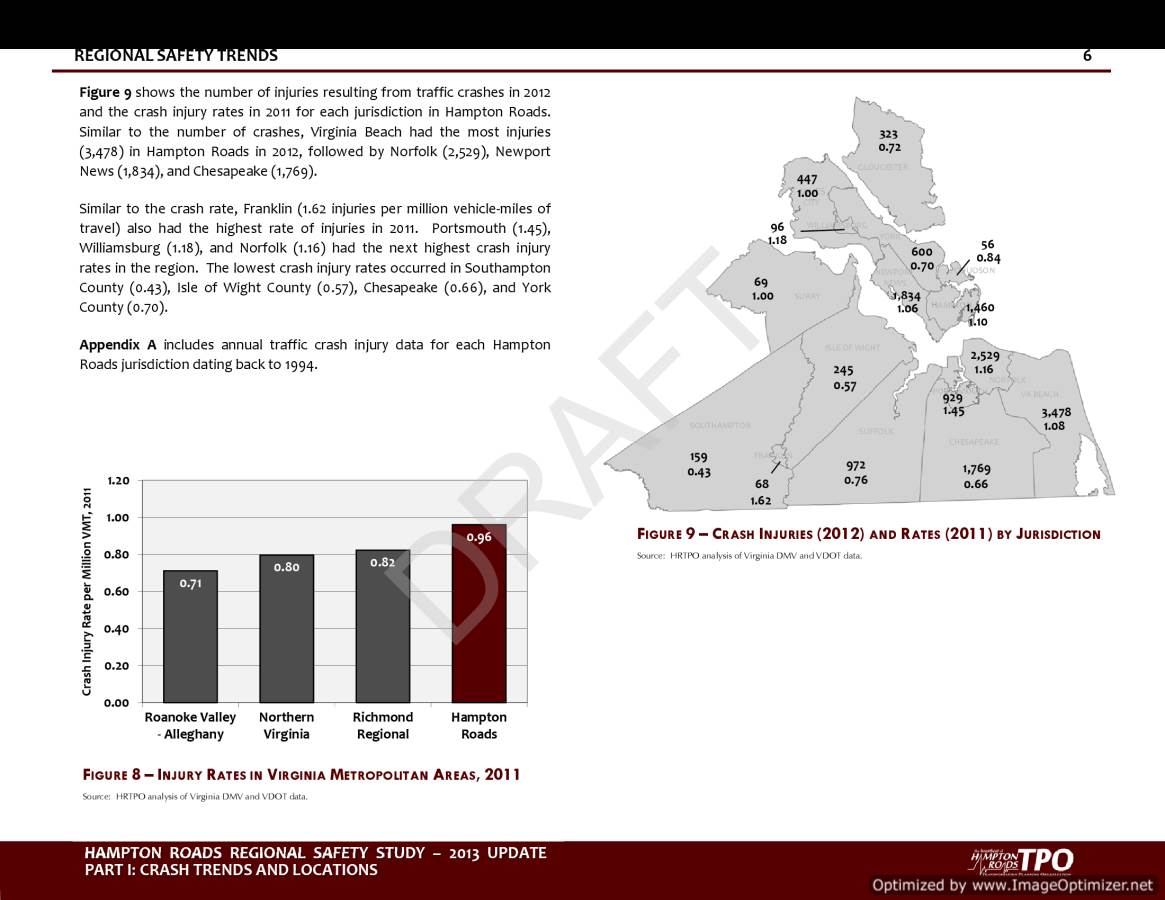 REGIONAL SAFETY TRENDS
6
Figure 9 shows the number of injuries resulting from traffic crashes in 2012
and the crash injury rates in 2011 for each jurisdiction in Hampton Roads.
Similar to the number of crashes, Virginia Beach had the most injuries
(3,478) in Hampton Roads in 2012, followed by Norfolk (2,529), Newport
News (1,834), and Chesapeake (1,769).
Similar to the crash rate, Franklin (1.62 injuries per million vehicle-miles of
travel) also had the highest rate of injuries in 2011. Portsmouth (1.45),
Williamsburg (1.18), and Norfolk (1.16) had the next highest crash injury
rates in the region. The lowest crash injury rates occurred in Southampton
County (0.43), Isle of Wight County (0.57), Chesapeake (0.66), and York
County (0.70).
Appendix A includes annual traffic crash injury data for each Hampton
Roads jurisdiction dating back to 1994.
DRAFT
Crash Injury Rate per Million VMT, 2011
1.20
1.00
0.80
0.60
0.40
0.20
0.00
0.71
0.80
0.82
0.96
Roanoke Valley
- Alleghany
Northern
Virginia
Richmond
Regional
Hampton
Roads
Figure 8 – Injury Rates in Virginia Metropolitan Areas, 2011
Source: HRTPO analysis of Virginia DMV and VDOT data.
323
0.72
GLOUCESTER
447
1.00
96
1.18
600
0.70
56
0.84
69
1.00
SURRY
1,834
1.06
1,460
1.10
ISLE OF WIGHT
245
0.57
2,529
1.16
NORFOLK
929
1.45
VA BEACH
3,478
1.08
SOUTHAMPTON
159
0.43
68
1.62
SUFFOLK
972
0.76
CHESAPEAKE
1,769
0.66
Figure 9 – Crash Injuries (2012) and Rates (2011) by Jurisdiction
Source: HRTPO analysis of Virginia DMV and VDOT data.
HAMPTON ROADS REGIONAL SAFETY STUDY – 2013 UPDATE
PART I: CRASH TRENDS AND LOCATIONS
HAMPTON
ROADS
TPO
Optimized by www.ImageOptimizer.net